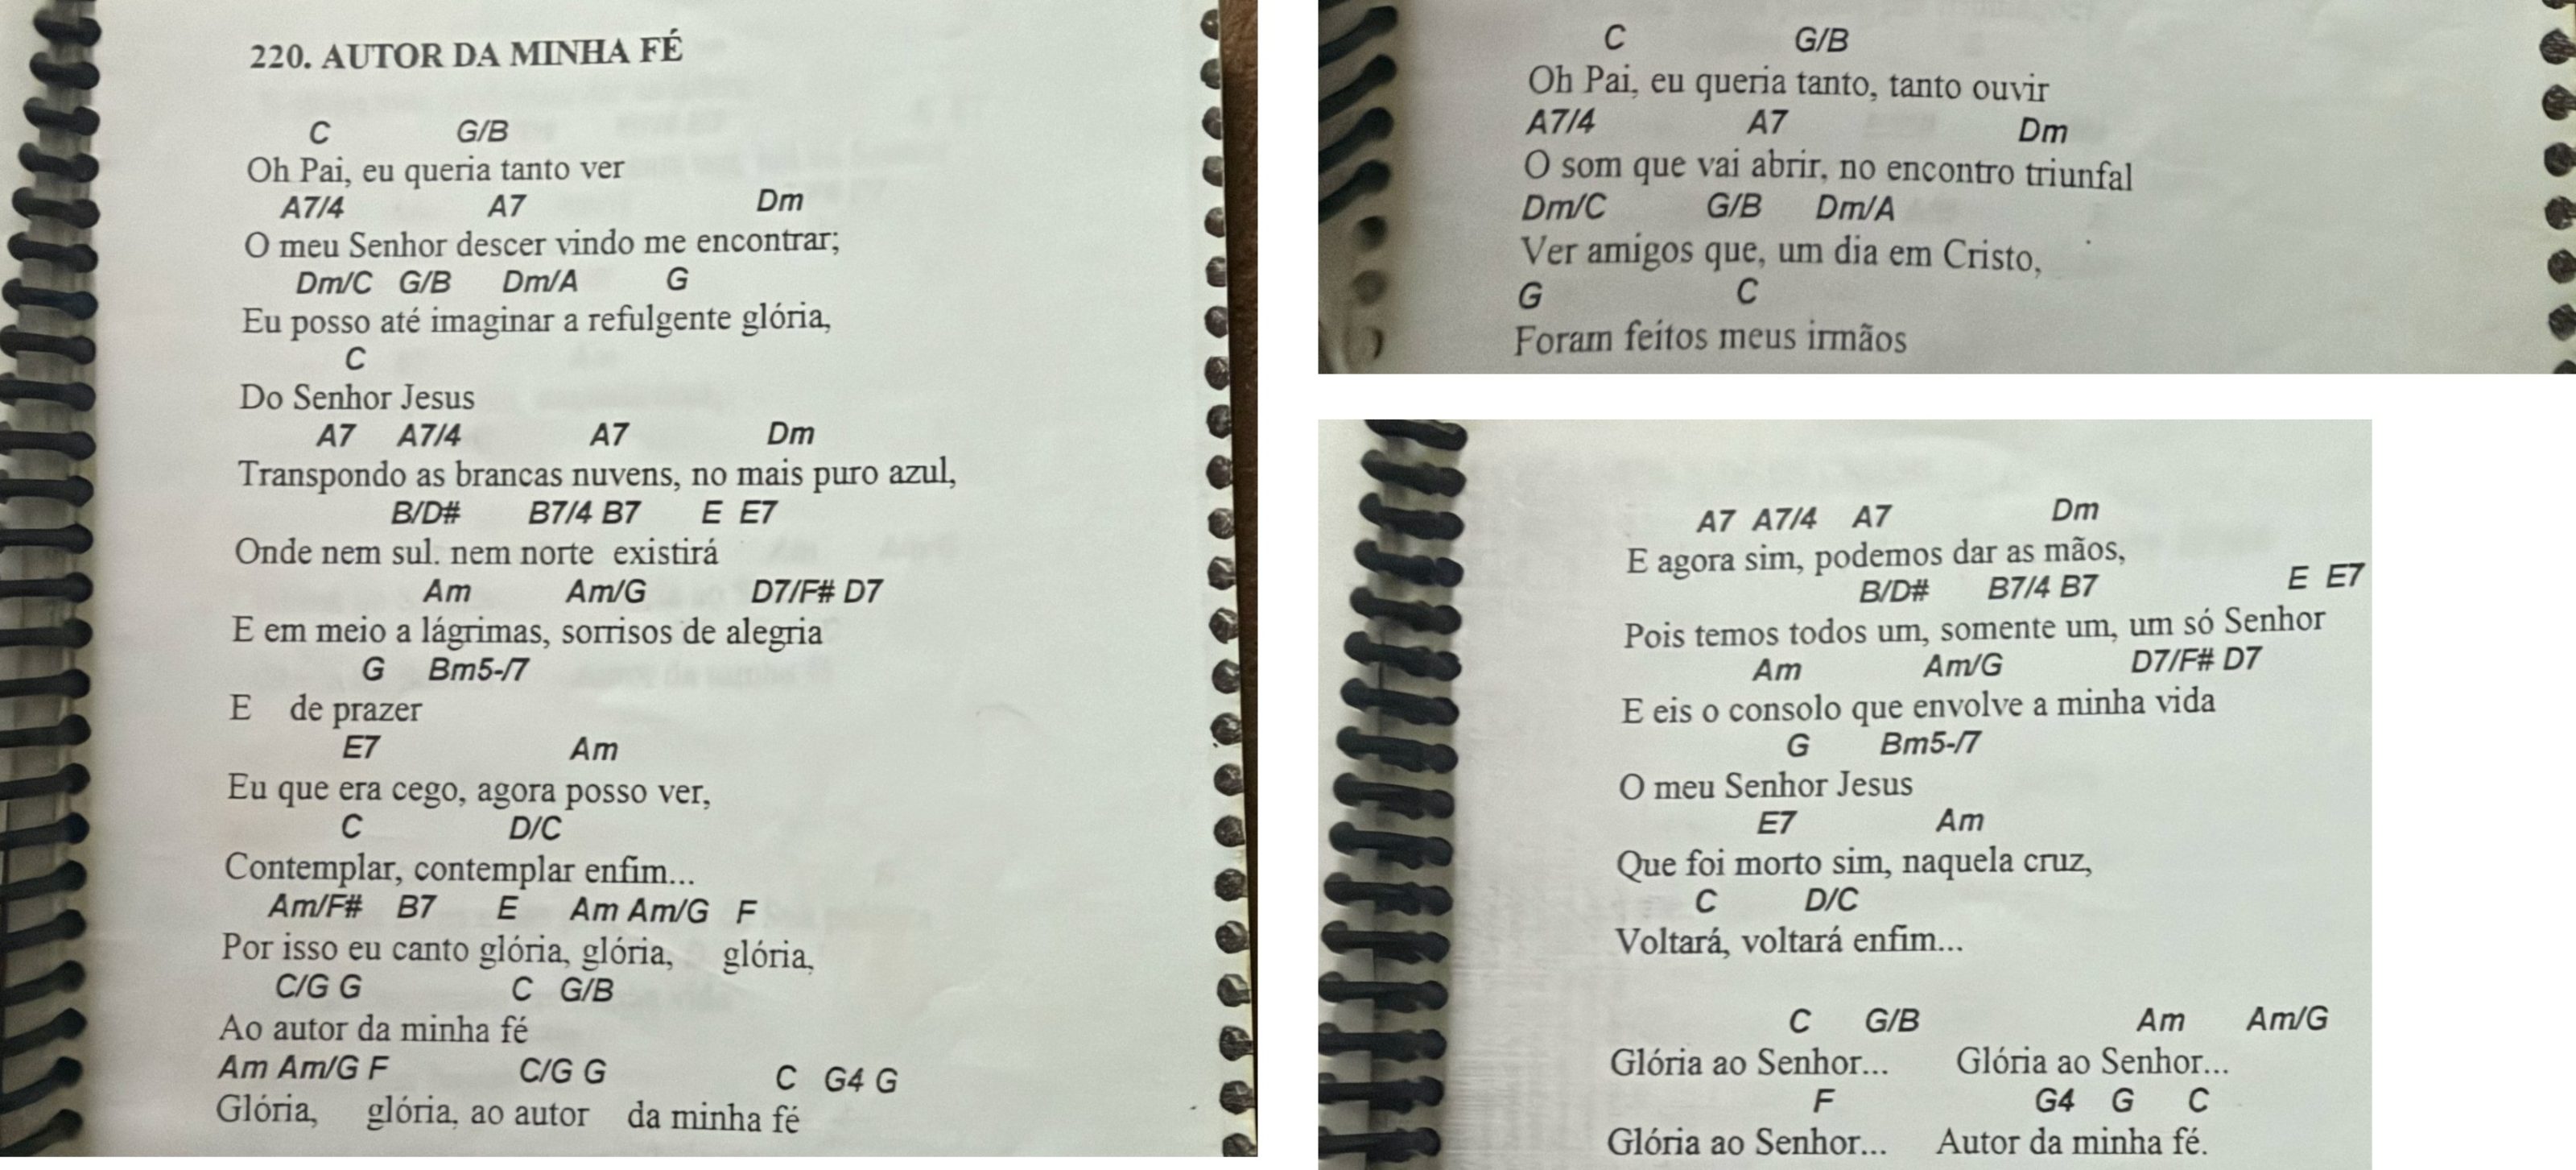 220. AUTOR DA MINHA FÉ
C G/B
Oh Pai, eu queria tanto ver
A7/4 A7 Dm
O meu Senhor descer vindo me encontrar;
Dm/C G/B Dm/A G
Eu posso até imaginar a refulgente glória,
C
Do Senhor Jesus
A7 A7/4 A7 Dm
Transpondo as brancas nuvens, no mais puro azul,
B/D# B7/4 B7 E E7
Onde nem sul. nem norte existirá
Am Am/G D7/F# D7
E em meio a lágrimas, sorrisos de alegria
G Bm5-/7
E de prazer
E7 Am
Eu que era cego, agora posso ver,
C D/C
Contemplar, contemplar enfim...
Am/F# B7 E Am Am/G F
Por isso eu canto glória, glória, glória,
C/G G C G/B
Ao autor da minha fé
Am Am/G F C/G G C G4 G
Glória, glória, ao autor da minha fé
C G/B
Oh Pai, eu queria tanto, tanto ouvir
A7/4 A7 Dm
O som que vai abrir, no encontro triunfal
Dm/C G/B Dm/A
Ver amigos que, um dia em Cristo,
G C
Foram feitos meus irmãos
A7 A7/4 A7 Dm
E agora sim, podemos dar as mãos,
B/D# B7/4 B7 E E7
Pois temos todos um, somente um, um só Senhor
Am Am/G D7/F# D7
E eis o consolo que envolve a minha vida
G Bm5-/7
O meu Senhor Jesus
E7 Am
Que foi morto sim, naquela cruz,
C D/C
Voltará, voltará enfim...
C G/B Am Am/G
Glória ao Senhor... Glória ao Senhor...
F G4 G C
Glória ao Senhor... Autor da minha fé.